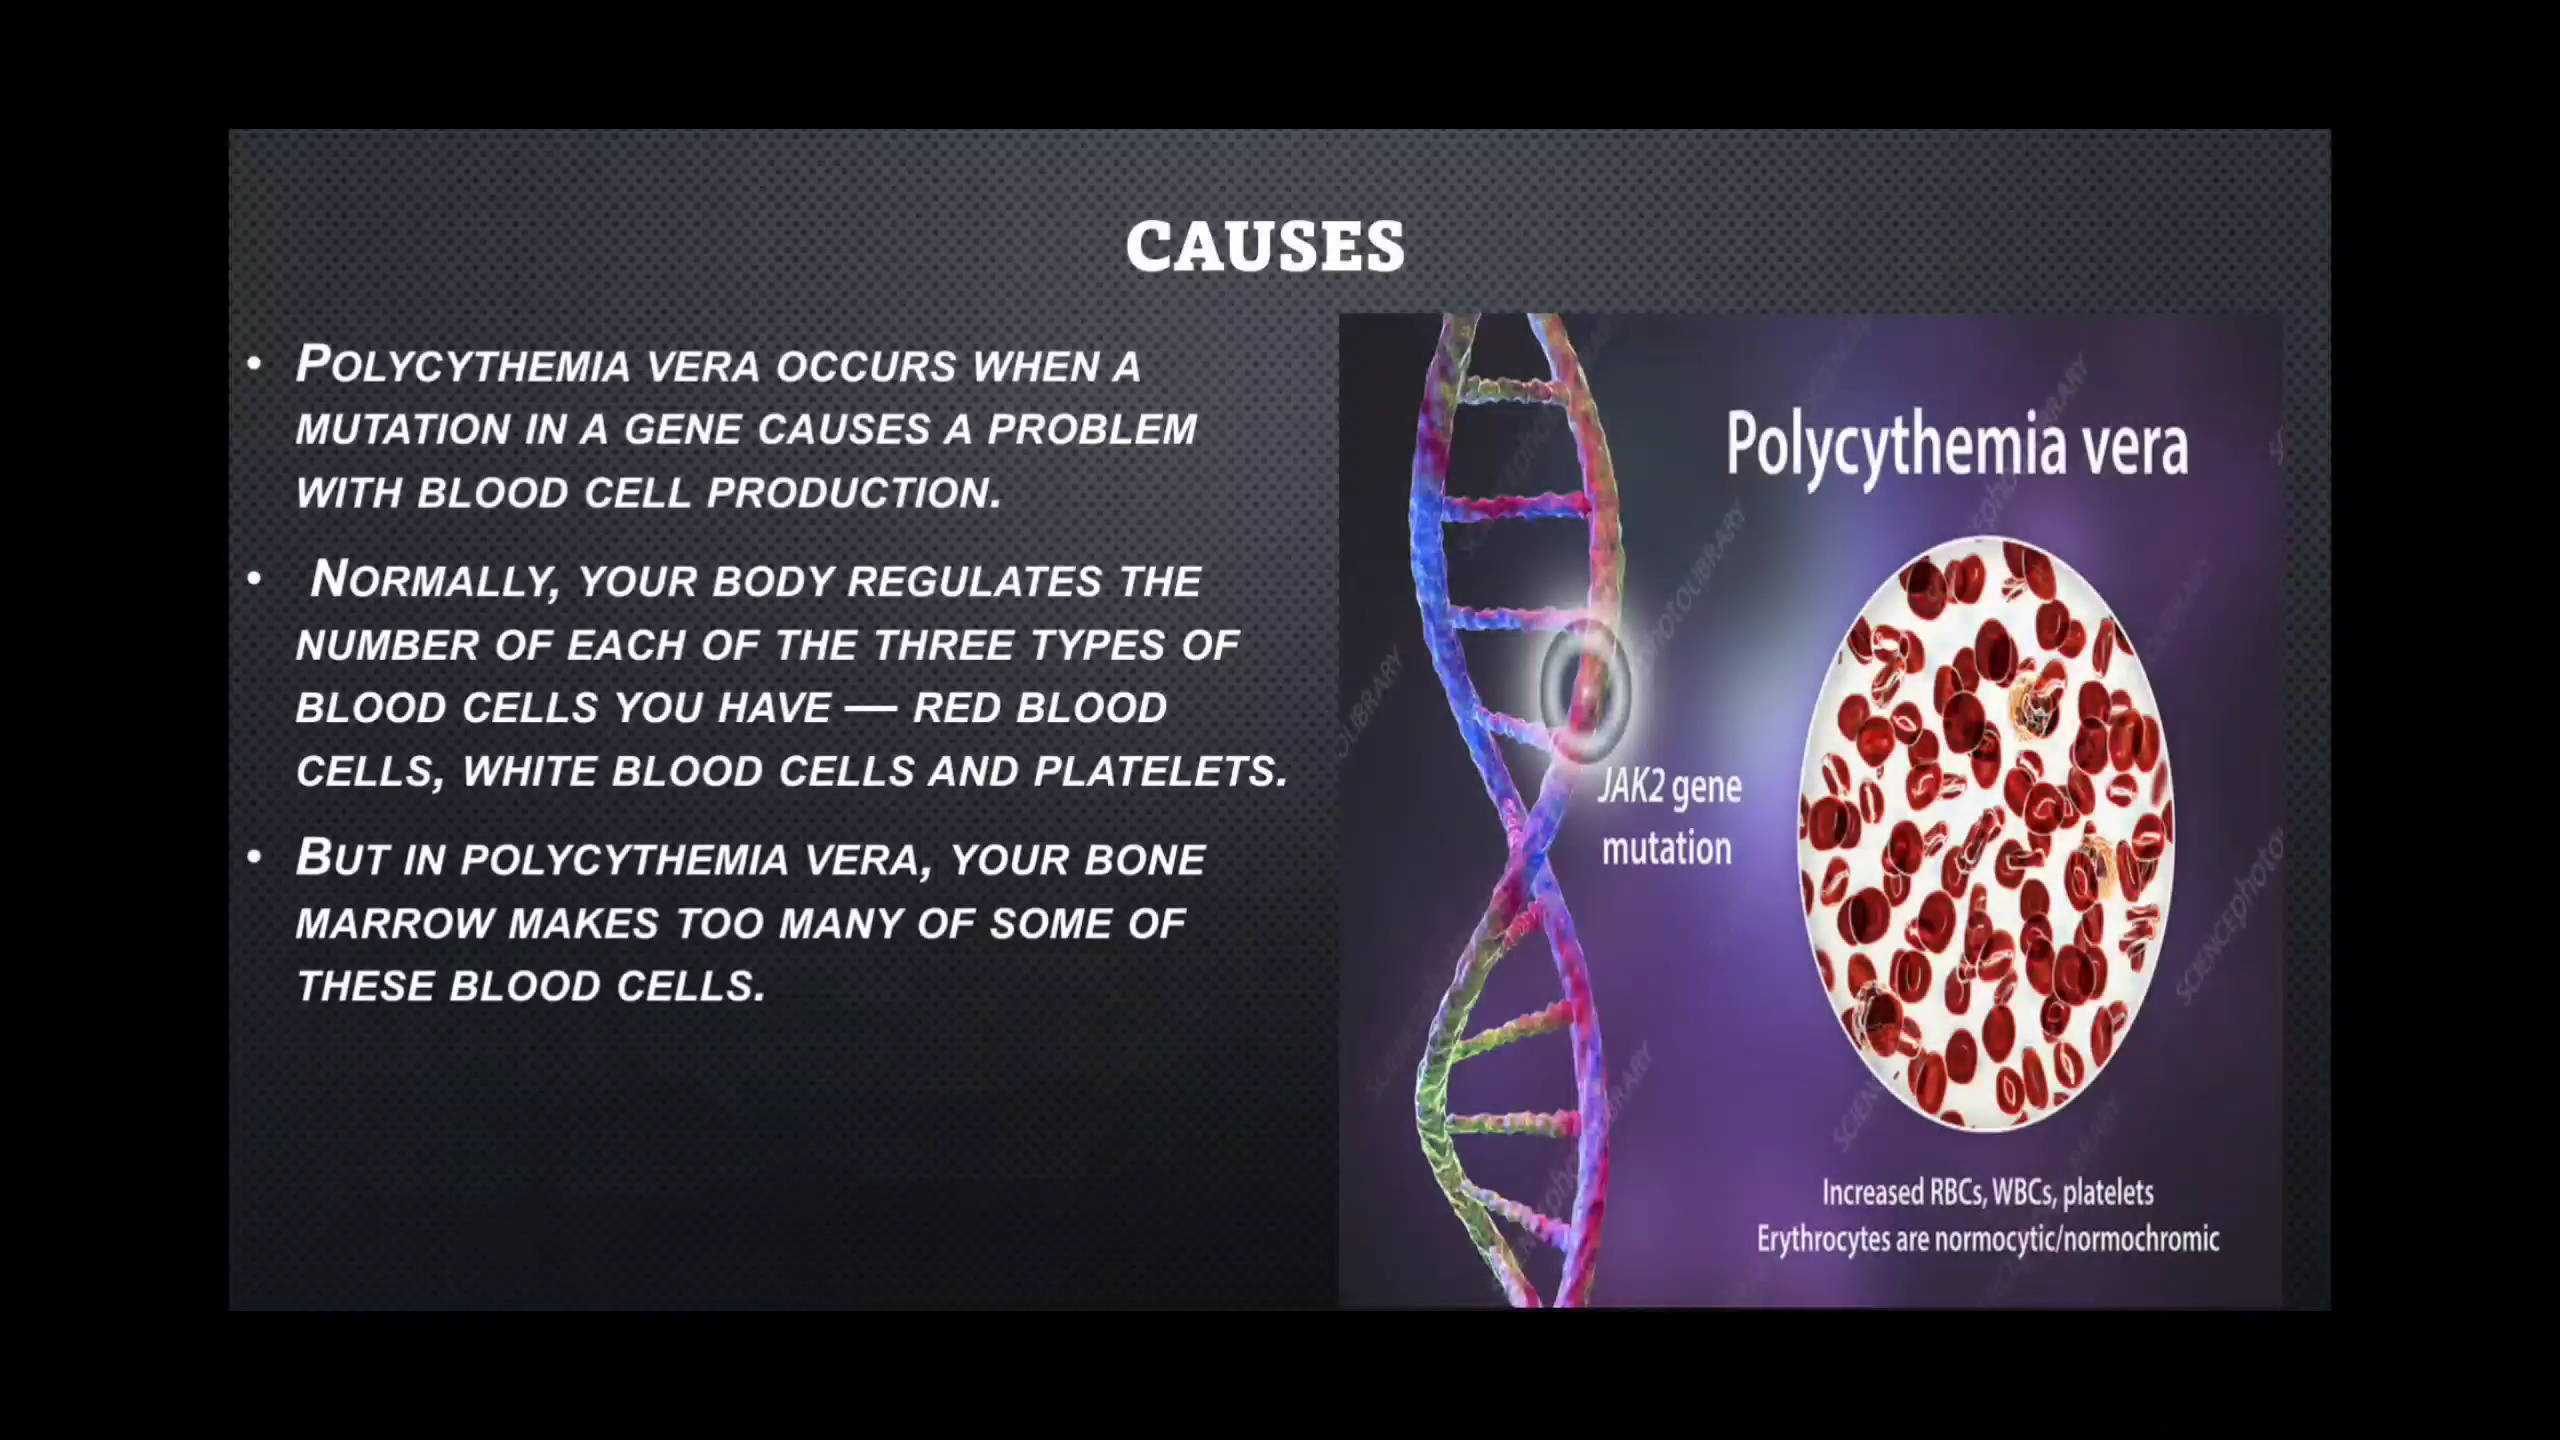 CAUSES
• POLYCYTHEMIA VERA OCCURS WHEN A
MUTATION IN A GENE CAUSES A PROBLEM
WITH BLOOD CELL PRODUCTION.
• NORMALLY, YOUR BODY REGULATES THE
NUMBER OF EACH OF THE THREE TYPES OF
BLOOD CELLS YOU HAVE — RED BLOOD
CELLS, WHITE BLOOD CELLS AND PLATELETS.
• BUT IN POLYCYTHEMIA VERA, YOUR BONE
MARROW MAKES TOO MANY OF SOME OF
THESE BLOOD CELLS.
Polycythemia vera
JAK2 gene
mutation
Increased RBCs, WBCs, platelets
Erythrocytes are normocytic/normochromic